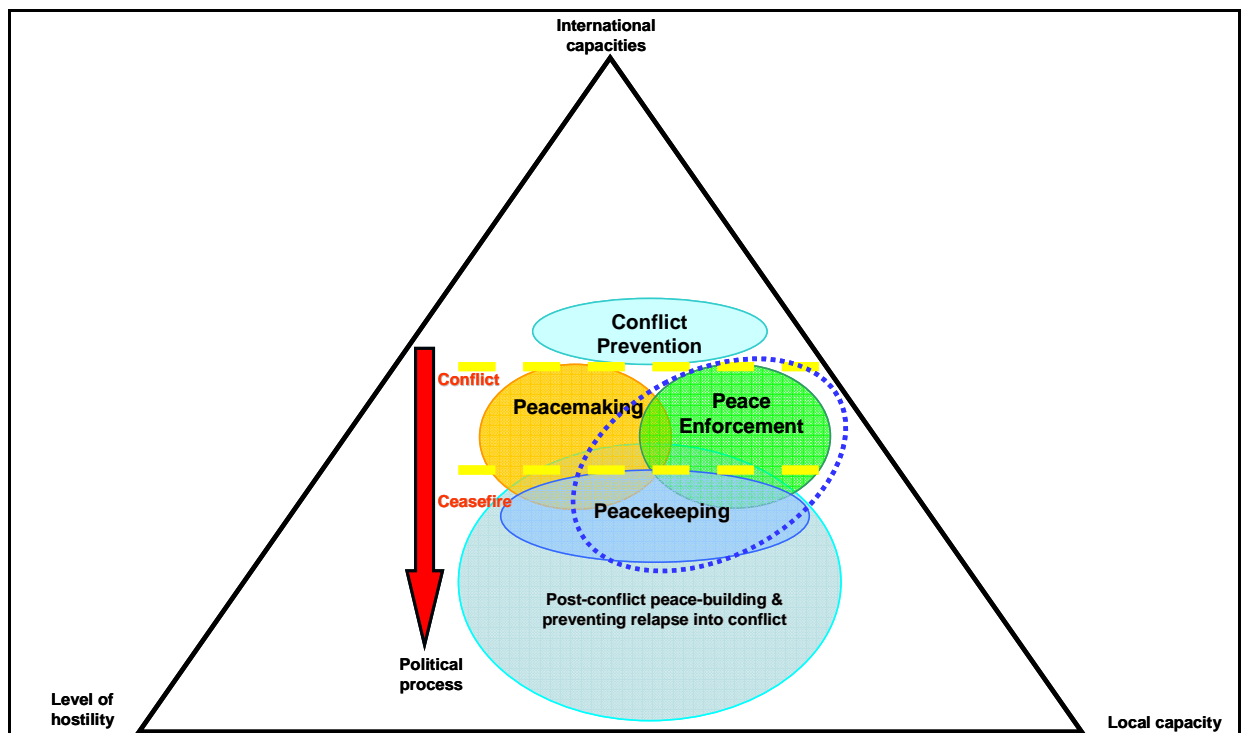 International
capacities
Conflict
Prevention
Conflict
Peacemaking
Peace
Enforcement
Ceasefire
Peacekeeping
Post-conflict peace-building &
preventing relapse into conflict
Political
process
Level of
hostility
Local capacity